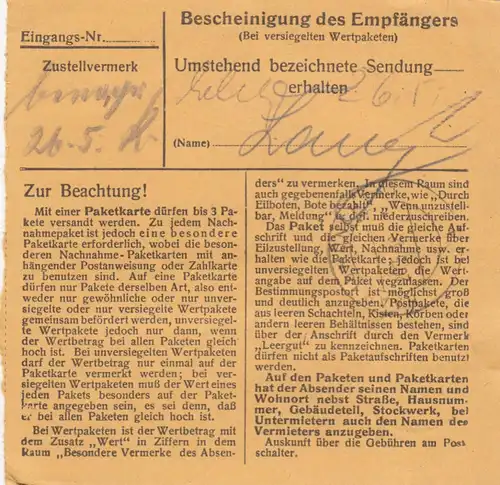 Eingangs-Nr.
Zustellvermerk
26. 5.
Bescheinigung des Empfängers
(Bei versiegelten Wertpaketen)
Umstehend bezeichnete Sendung
26. 5.
erhalten
(Name)
Zur Beachtung!
Mit einer Paketkarte dürfen bis 3 Pa-
kete versandt werden. Zu jedem Nach-
nahmepaket ist jedoch eine besondere
Paketkarte erforderlich, wobei die beson-
deren Nachnahme-Paketkarten mit an-
hängender Postanweisung oder Zahlkarte
zu benutzen sind. Auf eine Paketkarte
dürfen nur Pakete derselben Art, also ent-
weder nur gewöhnliche oder nur unver-
siegelte oder nur versiegelte Wertpakete
gemeinsam befördert werden, unversiegel-
te Wertpakete jedoch nur dann, wenn
der Wertbetrag bei allen Paketen gleich
hoch ist. Bei unversiegelten Wertpaketen
darf der Wertbetrag nur einmal auf der
Paketkarte vermerkt werden; bei ver-
siegelten Wertpaketen muß der Wert eines
jeden Pakets besonders auf der Paket-
karte angegeben sein, es sei denn, daß
er bei allen Paketen gleich hoch ist.
Bei Wertpaketen ist der Wertbetrag mit
dem Zusatz „Wert“ in Ziffern in dem
Raum „Besondere Vermerke des Absen-
ders“ zu vermerken. In diesem Raum sind
auch gegebenenfalls Vermerke, wie „Durch
Eilboten, Bote bezahlt“, „Wenn unzustell-
bar, Meldung“ u. dgl. niederzuschreiben.
Das Paket selbst muß die gleiche Auf-
schrift und die gleichen Vermerke über
Eilzustellung, Wert, Nachnahme usw. er-
halten wie die Paketkarte; jedoch ist bei
unversiegelten Wertpaketen die Wert-
angabe auf dem Paket wegzulassen. Der
Bestimmungspostort ist möglichst groß
und deutlich anzugeben. Postpakete, die
aus leeren Schachteln, Kisten, Körben oder
andern leeren Behältnissen bestehen, sind
über der Anschrift durch den Vermerk
„Leergut“ zu kennzeichnen. Paketkarten
dürfen nicht als Paketaufschriften benutzt
werden.
Auf den Paketen und Paketkarten
hat der Absender seinen Namen und
Wohnort nebst Straße, Hausnum-
mer, Gebäudeteil, Stockwerk, bei
Untermietern auch den Namen des
Vermieters anzugeben.
Auskunft über die Gebühren am Post
schalter.